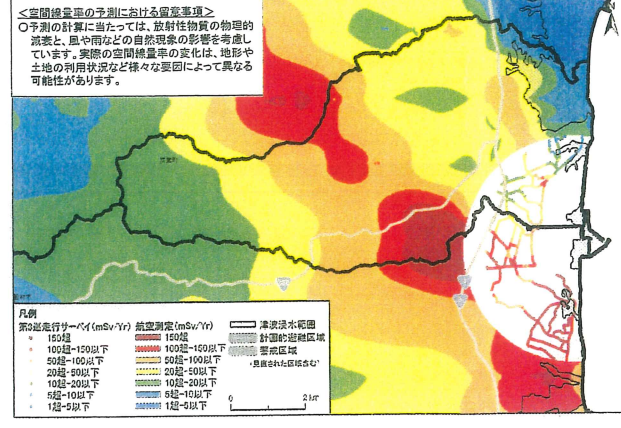 <空間線量率の予測における留意事項>
○予測の計算に当たっては、放射性物質の物理的
減衰と、風や雨などの自然現象の影響を考慮し
ています。実際の空間線量率の変化は、地形や
土地の利用状況など様々な要因によって異なる
可能性があります。
凡例
第3巡走行サーベイ(mSv/Yr) 航空測定(mSv/Yr) 津波浸水範囲
150超 150超 計画的避難区域
100超-150以下 100超-150以下 警戒区域
50超-100以下 50超-100以下 (見直された区域含む)
20超-50以下 20超-50以下
10超-20以下 10超-20以下
5超-10以下 5超-10以下
1超-5以下 1超-5以下
0 2